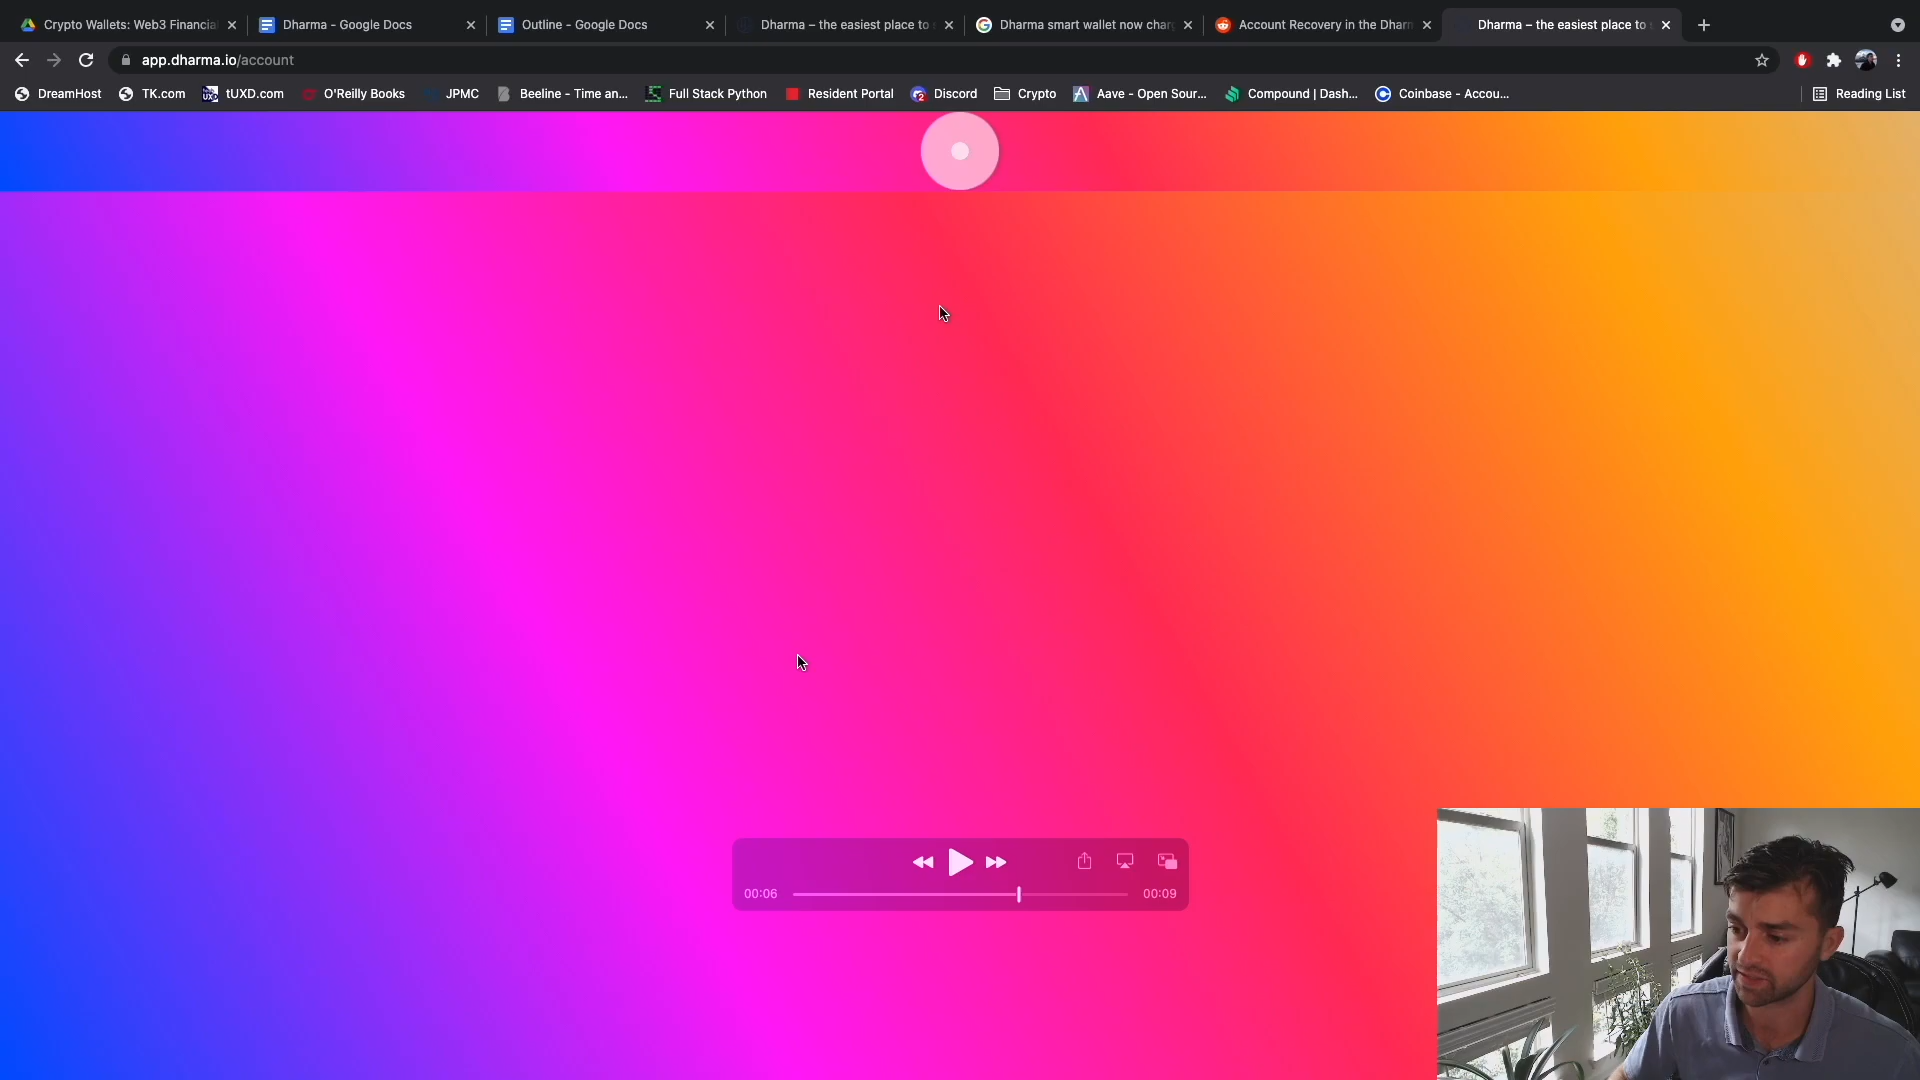 Crypto Wallets: Web3 Financia
Dharma - Google Docs
Outline - Google Docs
Dharma – the easiest place to
Dharma smart wallet now char
Account Recovery in the Dharm
Dharma – the easiest place to
app.dharma.io/account
DreamHost
TK.com
tUXD.com
O'Reilly Books
JPMC
Beeline - Time an...
Full Stack Python
Resident Portal
Discord
Crypto
Aave - Open Sour...
Compound | Dash...
Coinbase - Accou...
Reading List
00:06
00:09